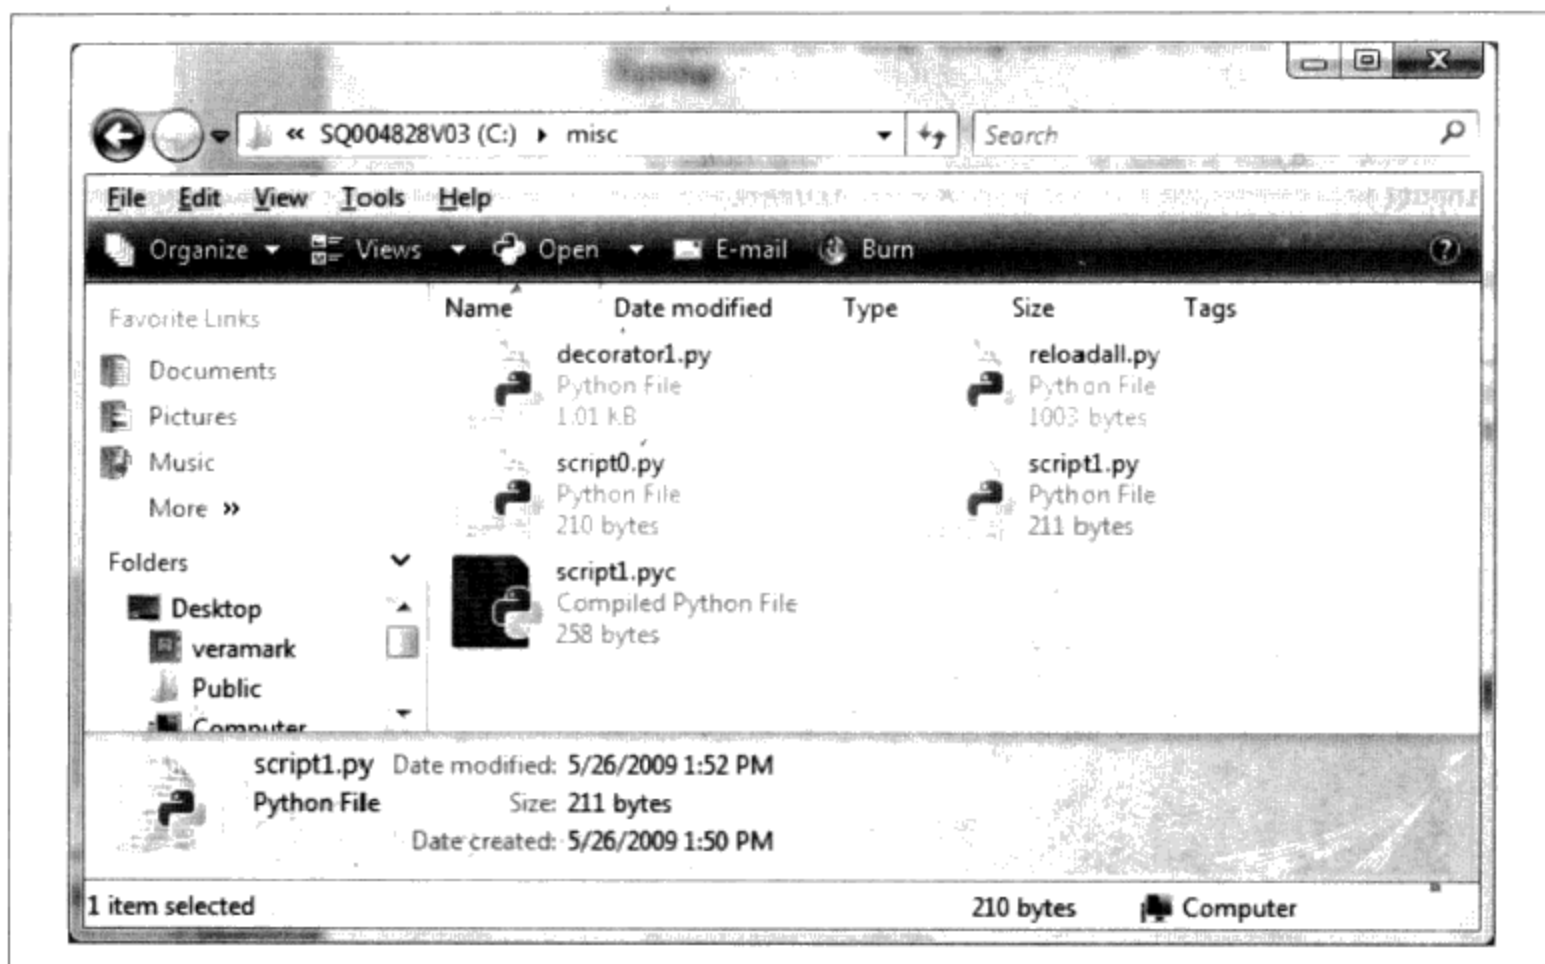 « SQ004828V03 (C:) ▸ misc
Search
File Edit View Tools Help
Organize Views Open E-mail Burn ?
Favorite Links
Documents
Pictures
Music
More »
Folders
Desktop
veramark
Public
Computer
Name Date modified Type Size Tags
decorator1.py
Python File
1.01 KB
reloadall.py
Python File
1003 bytes
script0.py
Python File
210 bytes
script1.py
Python File
211 bytes
script1.pyc
Compiled Python File
258 bytes
script1.py Date modified: 5/26/2009 1:52 PM
Python File Size: 211 bytes
Date created: 5/26/2009 1:50 PM
1 item selected 210 bytes Computer